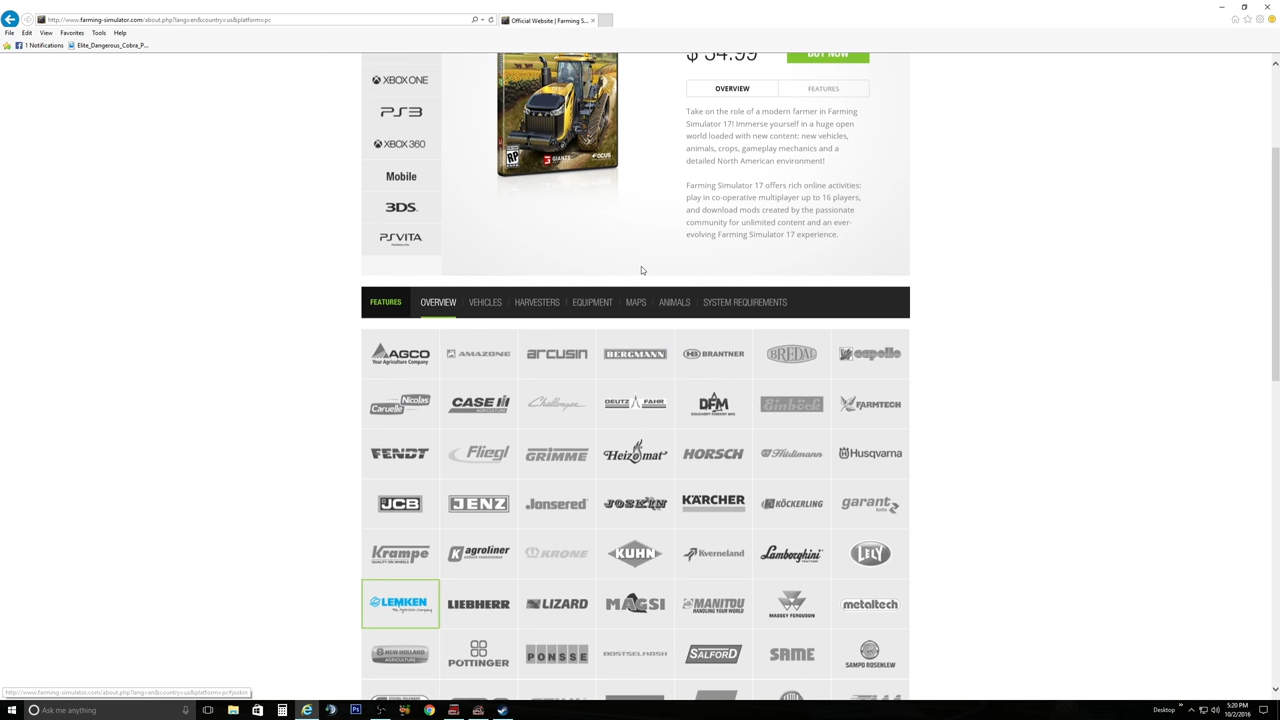 http://www.farming-simulator.com/about.php?lang=en&country=us&platform=pc
Official Website | Farming S...
File Edit View Favorites Tools Help
1 Notifications Elite_Dangerous_Cobra_P...
$ 34.99 BUY NOW
XBOX ONE
PS3
XBOX 360
Mobile
3DS
PSVITA
OVERVIEW FEATURES
Take on the role of a modern farmer in Farming
Simulator 17! Immerse yourself in a huge open
world loaded with new content: new vehicles,
animals, crops, gameplay mechanics and a
detailed North American environment!
Farming Simulator 17 offers rich online activities:
play in co-operative multiplayer up to 16 players,
and download mods created by the passionate
community for unlimited content and an ever-
evolving Farming Simulator 17 experience.
RP GIANTS FOCUS
FEATURES OVERVIEW VEHICLES HARVESTERS EQUIPMENT MAPS ANIMALS SYSTEM REQUIREMENTS
AGCO Your Agriculture Company AMAZONE arcusin BERGMANN BRANTNER BREDAL capello
Nicolas Caruelle CASE IH AGRICULTURE Challenger DEUTZ FAHR DFM Einböck FARMTECH
FENDT Fliegl GRIMME Heizomat HORSCH Hürlimann Husqvarna
JCB JENZ Jonsered JOSKIN KÄRCHER KÖCKERLING garant
Krampe QUALITY ON WHEELS agroliner KRONE KUHN Kverneland Lamborghini LELY
LEMKEN The Agrovision Company LIEBHERR LIZARD MAGSI MANITOU HANDLING YOUR WORLD MASSEY FERGUSON metaltech
NEW HOLLAND AGRICULTURE PÖTTINGER PONSSE ROSTSELMASH SALFORD SAME SAMPO ROSENLEW
http://www.farming-simulator.com/about.php?lang=en&country=us&platform=pc#joskin
Ask me anything
Desktop
5:20 PM
10/2/2016